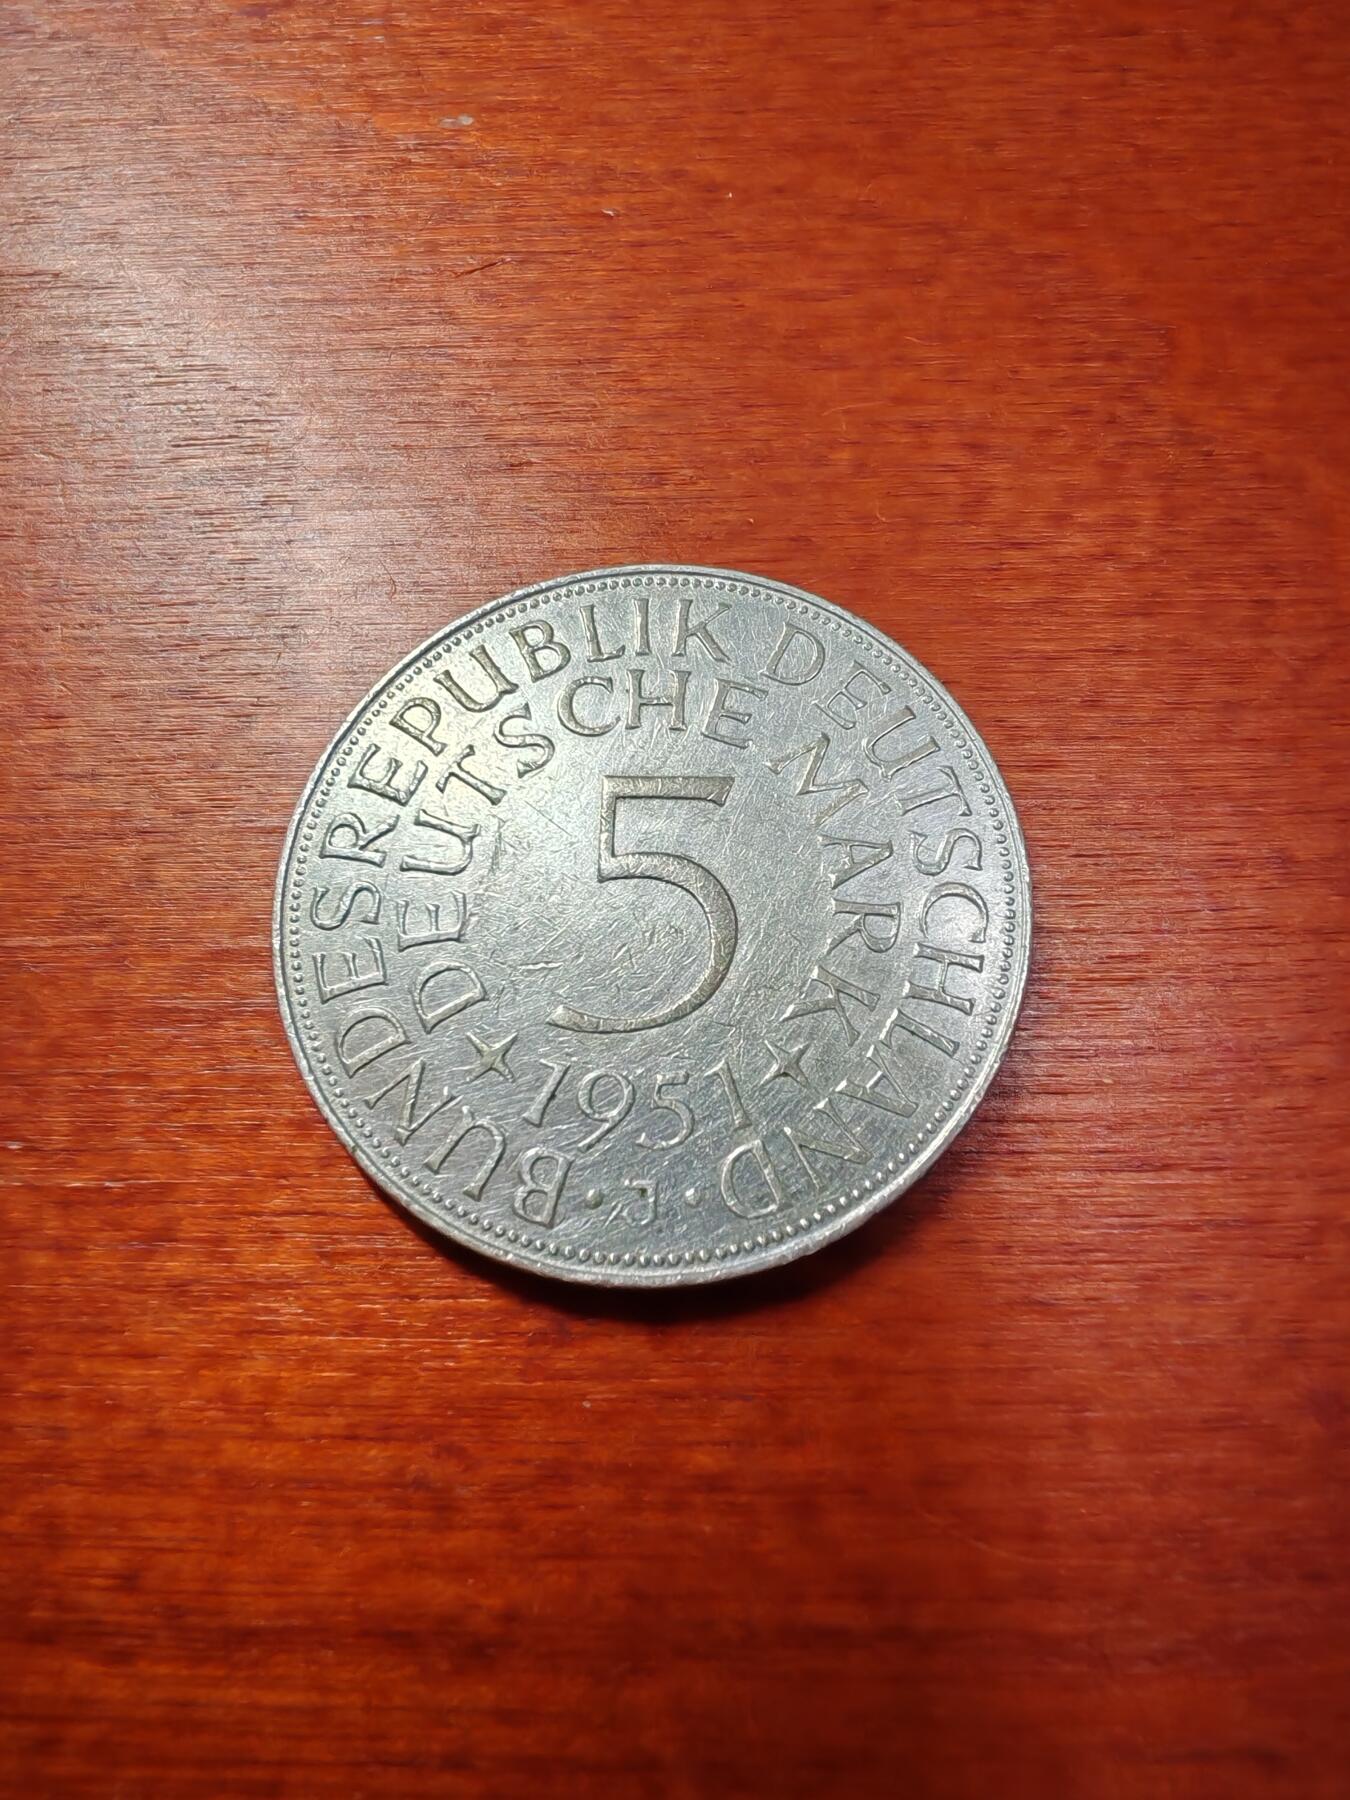 BUNDESREPUBLIK DEUTSCHLAND
DEUTSCHE MARK
5
1951
· J ·